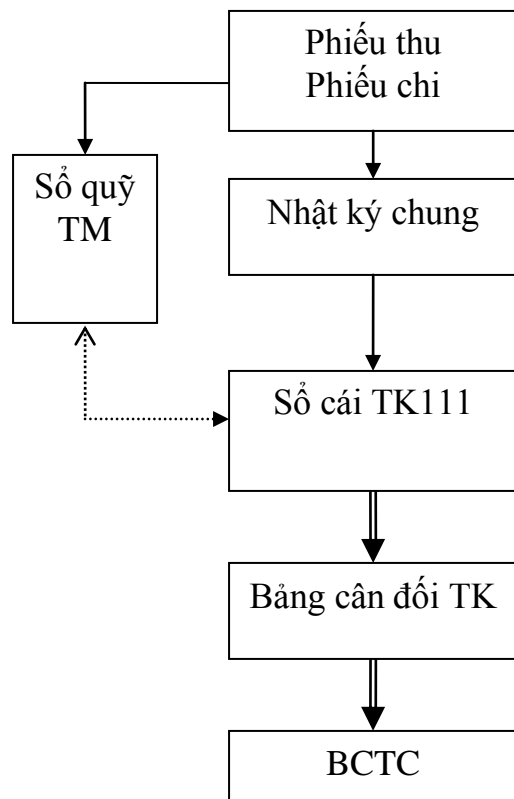 Phiếu thu
Phiếu chi
Sổ quỹ
TM
Nhật ký chung
Sổ cái TK111
Bảng cân đối TK
BCTC